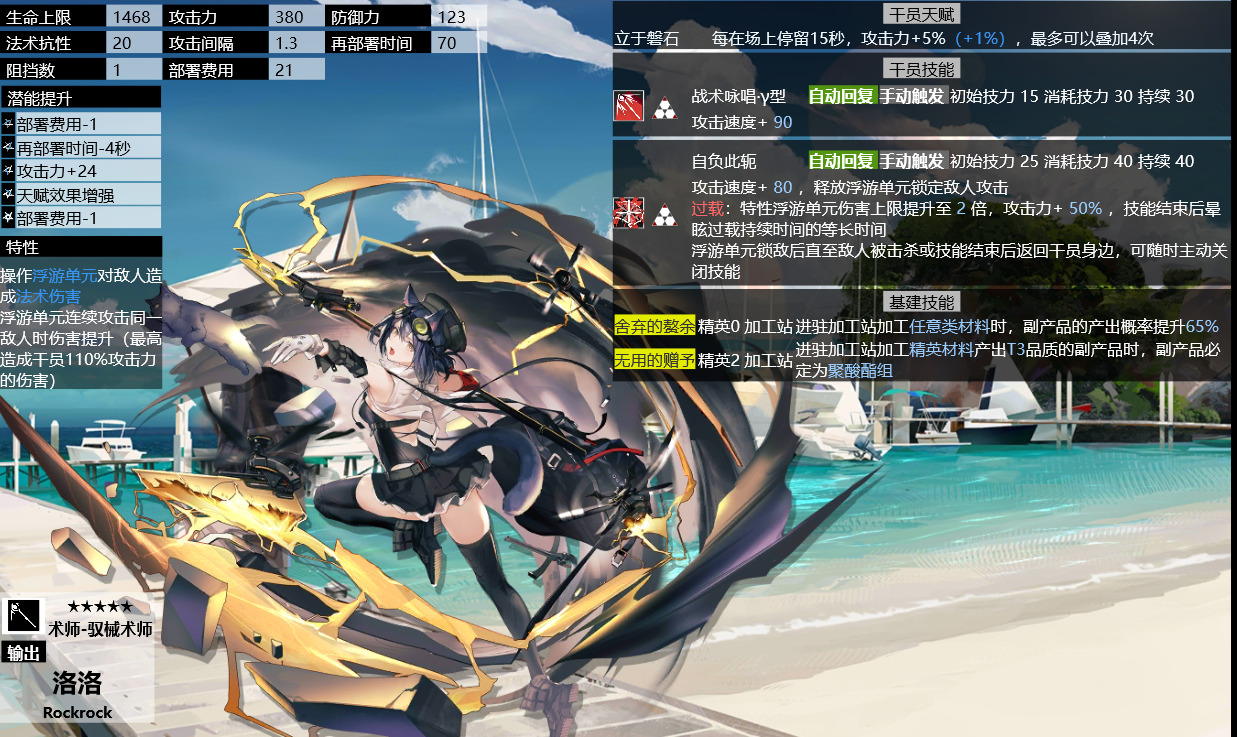 生命上限 1468 攻击力 380 防御力 123
法术抗性 20 攻击间隔 1.3 再部署时间 70
阻挡数 1 部署费用 21
潜能提升
部署费用-1
再部署时间-4秒
攻击力+24
天赋效果增强
部署费用-1
特性
操作浮游单元对敌人造
成法术伤害
浮游单元连续攻击同一
敌人时伤害提升（最高
造成干员110%攻击力
的伤害）
★★★★★
术师-驭械术师
输出
洛洛
Rockrock
干员天赋
立于磐石 每在场上停留15秒，攻击力+5%（+1%），最多可以叠加4次
干员技能
战术咏唱·γ型 自动回复 手动触发 初始技力 15 消耗技力 30 持续 30
攻击速度+ 90
自负此轭 自动回复 手动触发 初始技力 25 消耗技力 40 持续 40
攻击速度+ 80 ，释放浮游单元锁定敌人攻击
过载：特性浮游单元伤害上限提升至 2 倍，攻击力+ 50% ，技能结束后晕
眩过载持续时间的等长时间
浮游单元锁敌后直至敌人被击杀或技能结束后返回干员身边，可随时主动关
闭技能
基建技能
舍弃的赘余 精英0 加工站 进驻加工站加工任意类材料时，副产品的产出概率提升65%
无用的赠予 精英2 加工站 进驻加工站加工精英材料产出T3品质的副产品时，副产品必
定为聚酸酯组